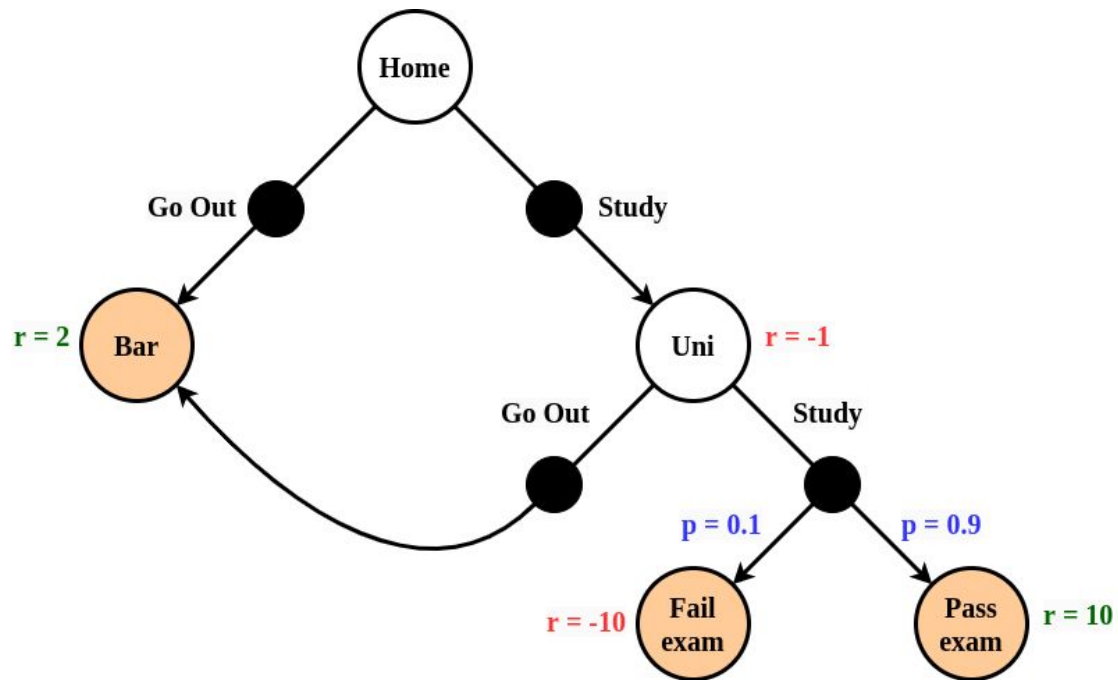 Home
Go Out
Study
r = 2
Bar
Uni
r = -1
Go Out
Study
p = 0.1
p = 0.9
r = -10
Fail
exam
Pass
exam
r = 10